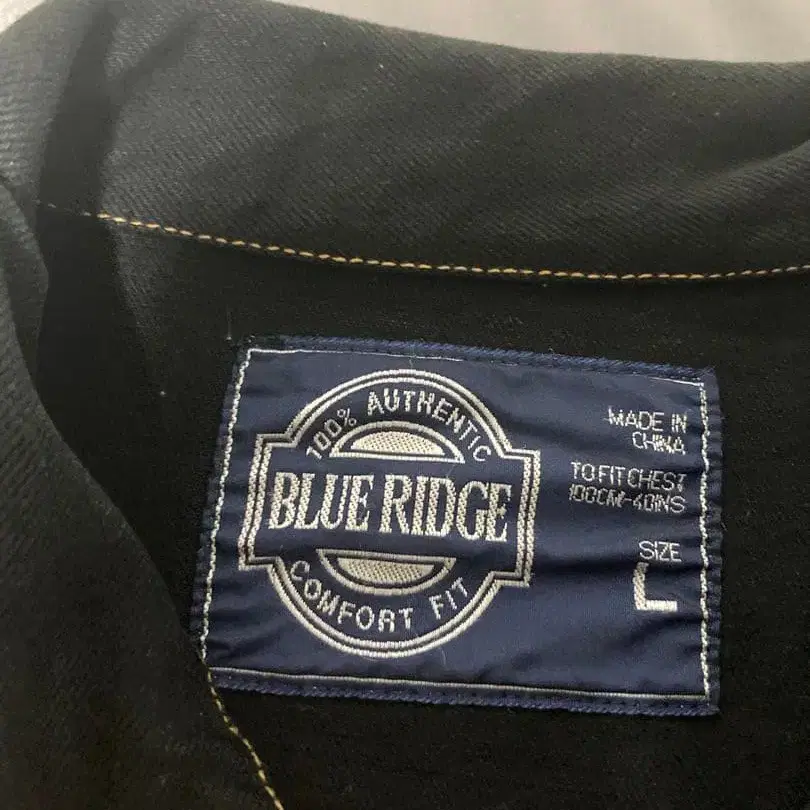 100% AUTHENTIC
BLUE RIDGE
COMFORT FIT
MADE IN
CHINA
TO FIT CHEST
100CM-40INS
SIZE
L